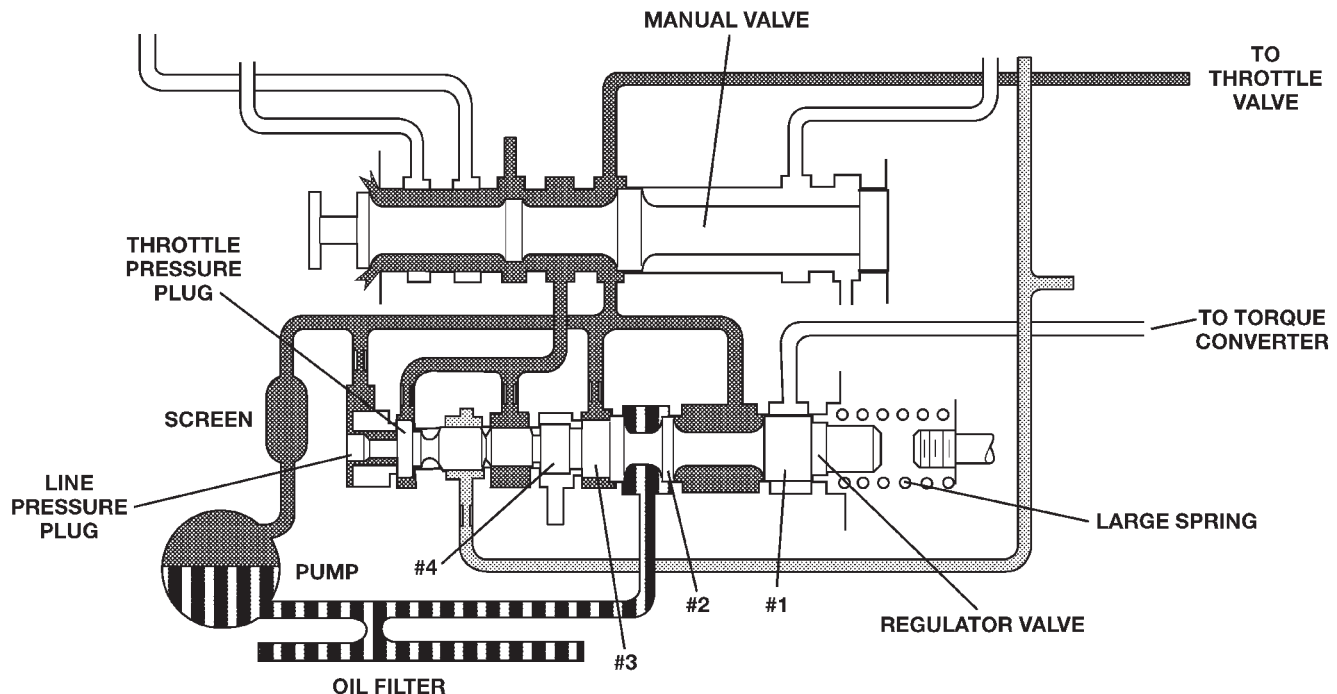 MANUAL VALVE
TO
THROTTLE
VALVE
THROTTLE
PRESSURE
PLUG
TO TORQUE
CONVERTER
SCREEN
LINE
PRESSURE
PLUG
LARGE SPRING
PUMP
#4
#2
#1
REGULATOR VALVE
#3
OIL FILTER